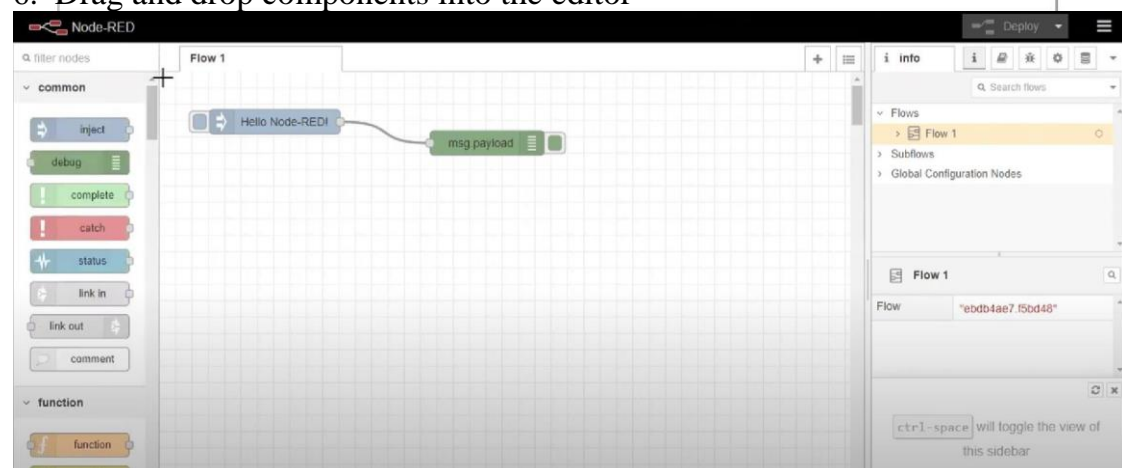 6. Drag and drop components into the editor
Node-RED
Deploy
filter nodes
Flow 1
i info
i
Search flows
common
inject
debug
complete
catch
status
link in
link out
comment
function
f function
Hello Node-RED!
msg.payload
Flows
Flow 1
Subflows
Global Configuration Nodes
Flow 1
Flow "ebdb4ae7.f5bd48"
ctrl-space will toggle the view of
this sidebar